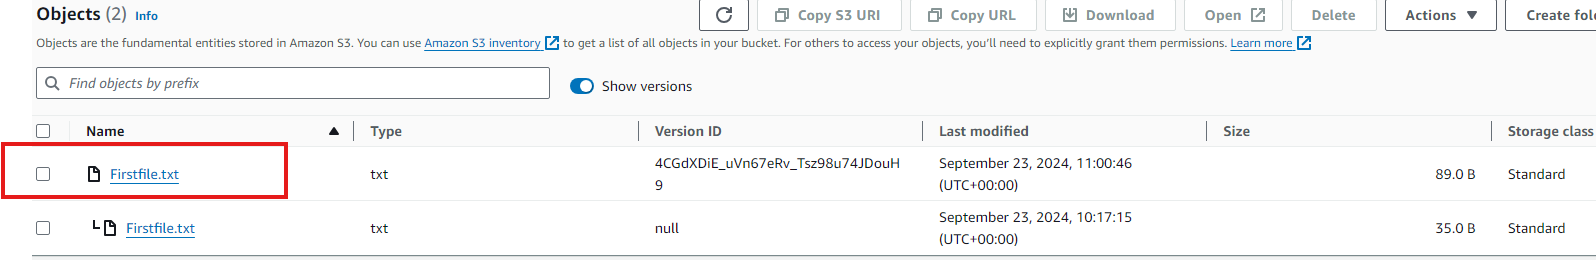 Objects (2) Info
Copy S3 URI
Copy URL
Download
Open
Delete
Actions
Create fol
Objects are the fundamental entities stored in Amazon S3. You can use Amazon S3 inventory to get a list of all objects in your bucket. For others to access your objects, you'll need to explicitly grant them permissions. Learn more
Find objects by prefix
Show versions
Name Type Version ID Last modified Size Storage class
Firstfile.txt txt 4CGdXDiE_uVn67eRv_Tsz98u74JDouH September 23, 2024, 11:00:46 89.0 B Standard
9 (UTC+00:00)
Firstfile.txt txt null September 23, 2024, 10:17:15 35.0 B Standard
(UTC+00:00)